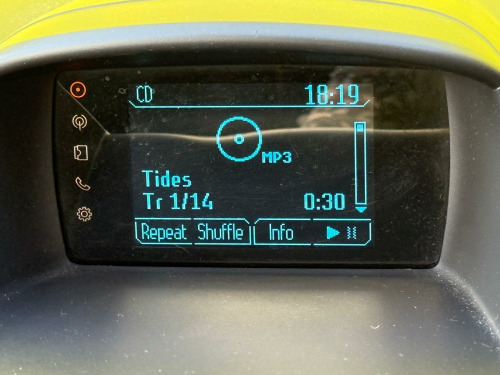 CD 18:19
MP3
Tides
Tr 1/14 0:30
Repeat Shuffle Info